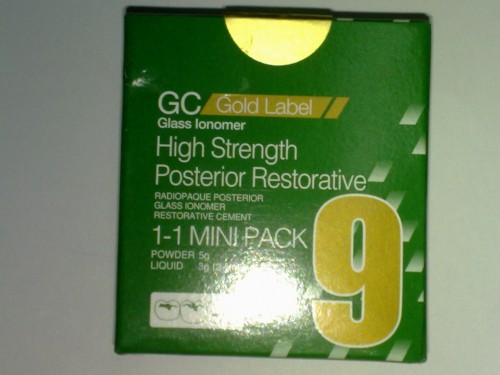 GC Gold Label
Glass Ionomer
High Strength
Posterior Restorative
RADIOPAQUE POSTERIOR
GLASS IONOMER
RESTORATIVE CEMENT
1-1 MINI PACK
POWDER 5g
LIQUID 3g
9